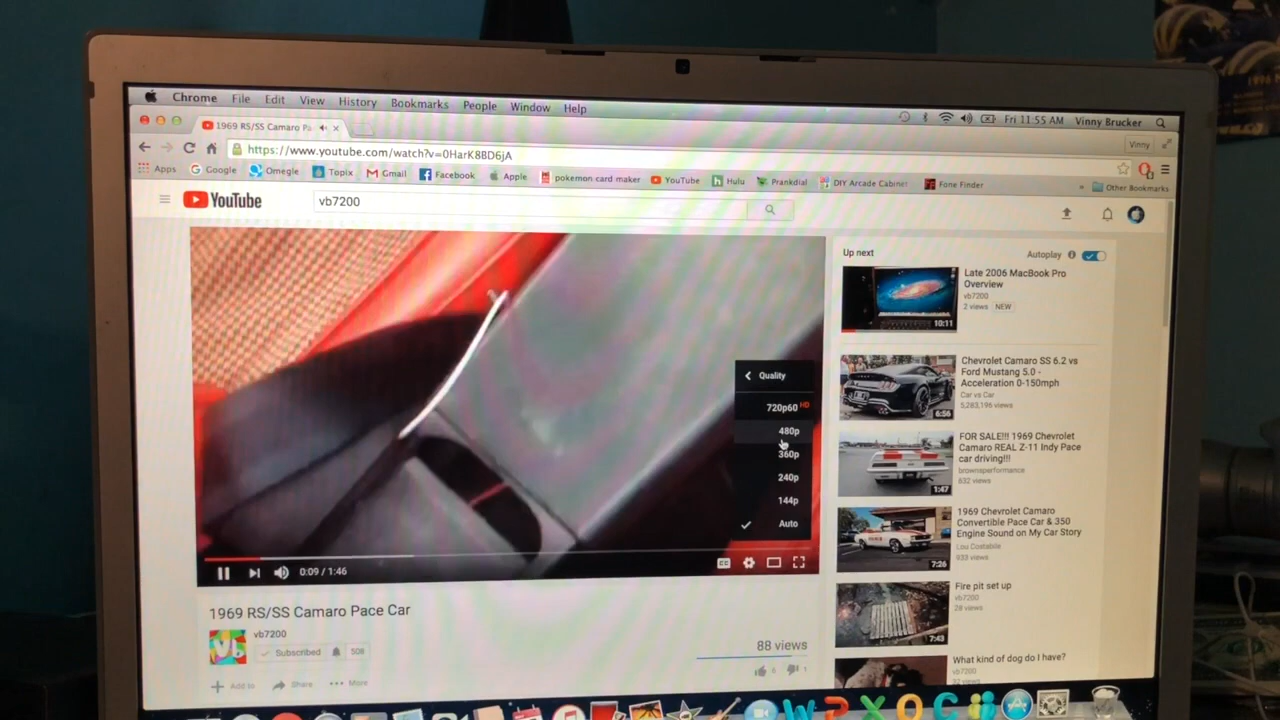 Chrome File Edit View History Bookmarks People Window Help
Fri 11:55 AM Vinny Brucker
1969 RS/SS Camaro Pa
Vinny
https://www.youtube.com/watch?v=0HarK8BD6jA
Apps Google Omegle Topix Gmail Facebook Apple pokemon card maker YouTube Hulu Prankdial DIY Arcade Cabinet Fone Finder » Other Bookmarks
YouTube
vb7200
Quality
720p60 HD
480p
360p
240p
144p
Auto
CC
0:09 / 1:46
1969 RS/SS Camaro Pace Car
Vb
vb7200
Subscribed 508
88 views
Add to Share More
6 1
Up next Autoplay
Late 2006 MacBook Pro
Overview
vb7200
2 views NEW
10:11
Chevrolet Camaro SS 6.2 vs
Ford Mustang 5.0 -
Acceleration 0-150mph
Car vs Car
5,283,196 views
6:56
FOR SALE!!! 1969 Chevrolet
Camaro REAL Z-11 Indy Pace
car driving!!!
brownsperformance
632 views
1:47
1969 Chevrolet Camaro
Convertible Pace Car & 350
Engine Sound on My Car Story
Lou Costabile
933 views
7:26
Fire pit set up
vb7200
28 views
7:43
What kind of dog do I have?
vb7200